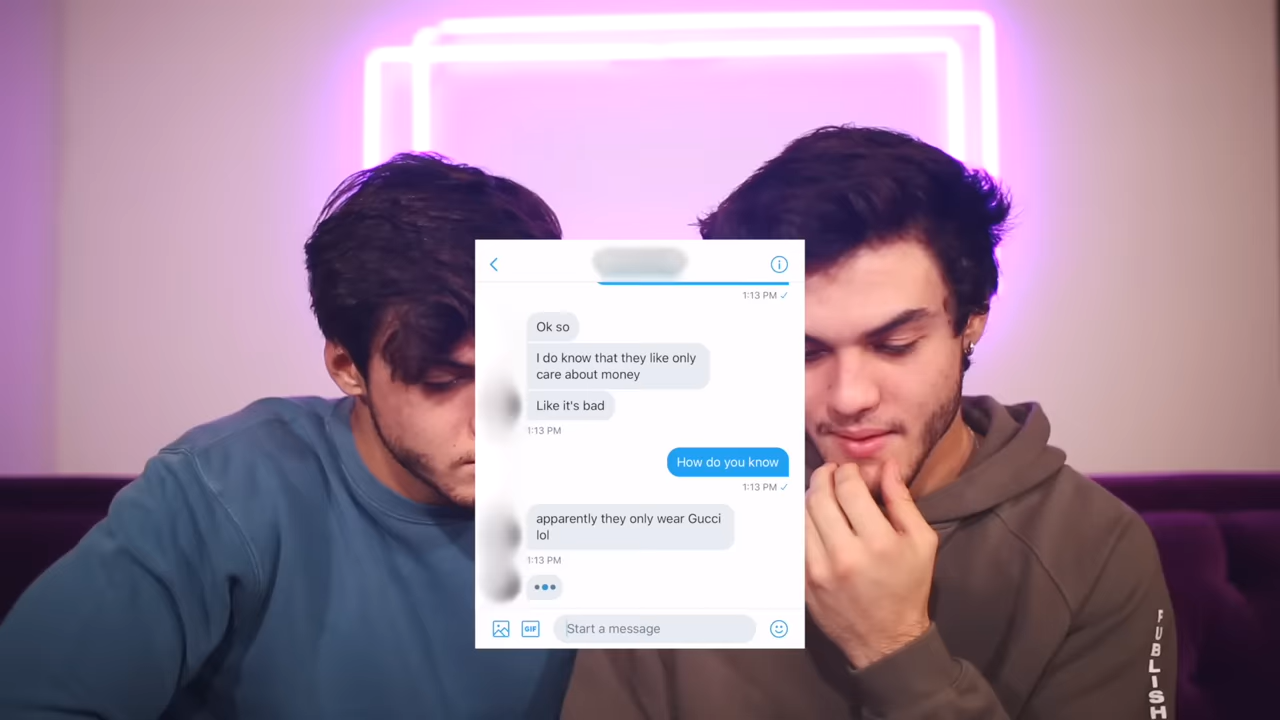 1:13 PM ✓
Ok so
I do know that they like only
care about money
Like it's bad
1:13 PM
How do you know
1:13 PM ✓
apparently they only wear Gucci
lol
1:13 PM
GIF
Start a message
PUBLISH